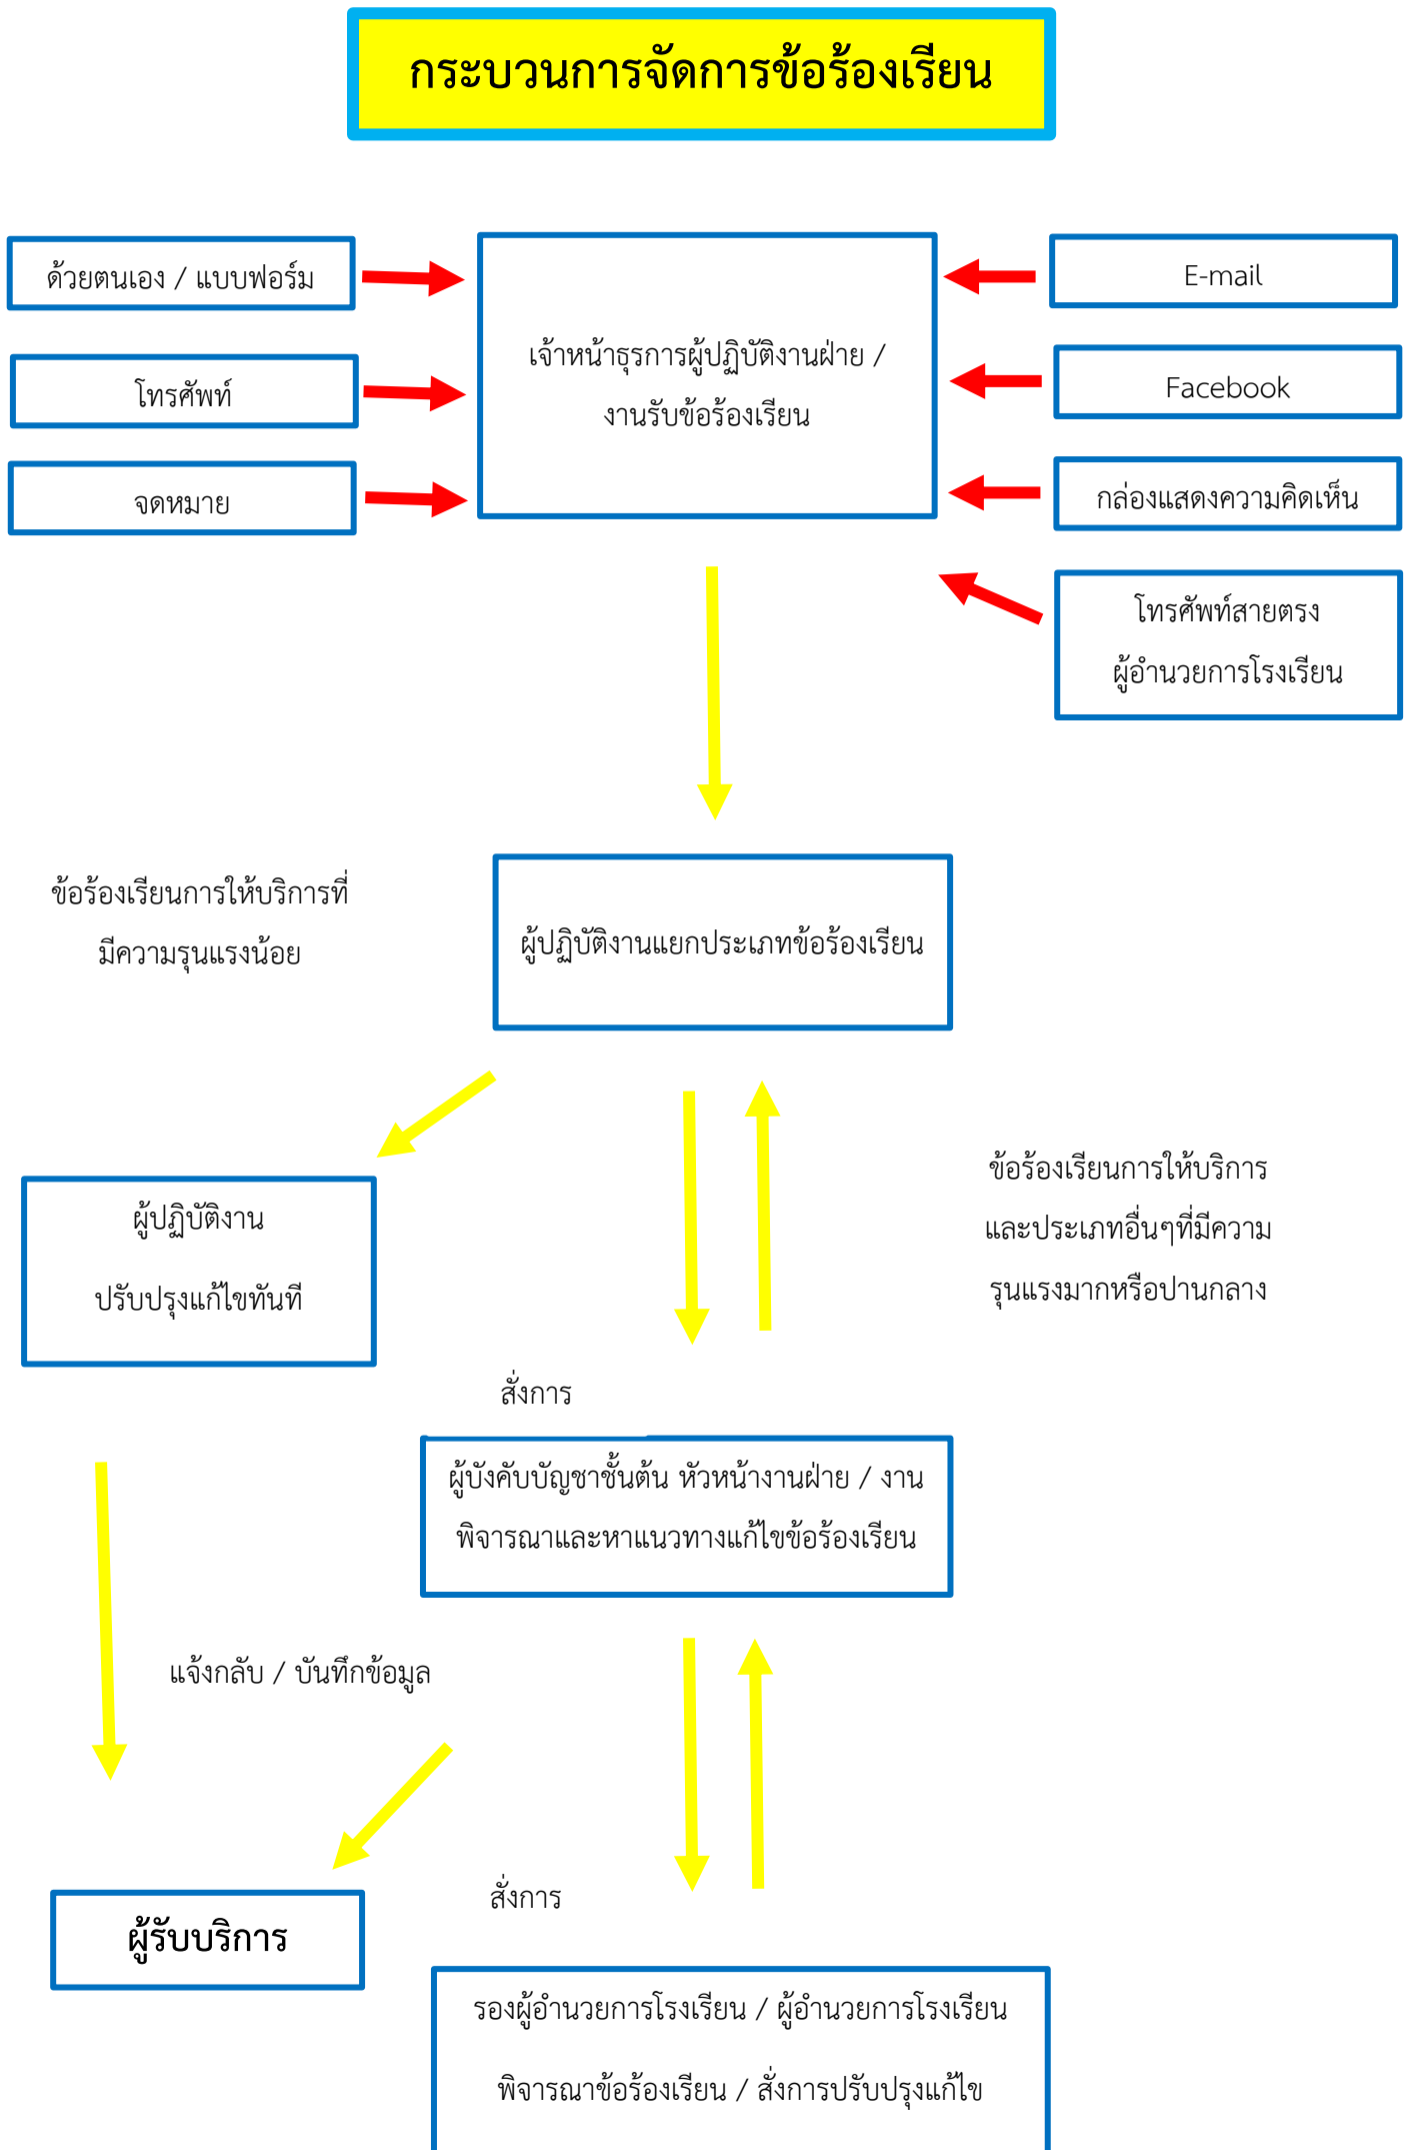 กระบวนการจัดการข้อร้องเรียน
ด้วยตนเอง / แบบฟอร์ม
โทรศัพท์
จดหมาย
เจ้าหน้าธุรการผู้ปฏิบัติงานฝ่าย /
งานรับข้อร้องเรียน
E-mail
Facebook
กล่องแสดงความคิดเห็น
โทรศัพท์สายตรง
ผู้อำนวยการโรงเรียน
ข้อร้องเรียนการให้บริการที่
มีความรุนแรงน้อย
ผู้ปฏิบัติงานแยกประเภทข้อร้องเรียน
ผู้ปฏิบัติงาน
ปรับปรุงแก้ไขทันที
ข้อร้องเรียนการให้บริการ
และประเภทอื่นๆที่มีความ
รุนแรงมากหรือปานกลาง
สั่งการ
ผู้บังคับบัญชาชั้นต้น หัวหน้างานฝ่าย / งาน
พิจารณาและหาแนวทางแก้ไขข้อร้องเรียน
แจ้งกลับ / บันทึกข้อมูล
สั่งการ
ผู้รับบริการ
รองผู้อำนวยการโรงเรียน / ผู้อำนวยการโรงเรียน
พิจารณาข้อร้องเรียน / สั่งการปรับปรุงแก้ไข